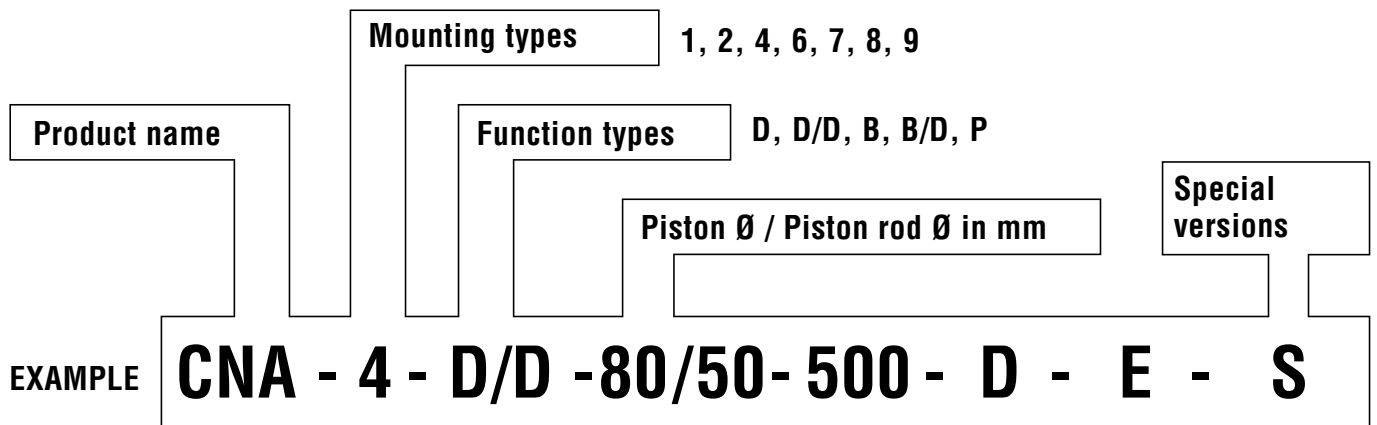 Mounting types 1, 2, 4, 6, 7, 8, 9
Product name
Function types D, D/D, B, B/D, P
Special
versions
Piston Ø / Piston rod Ø in mm
EXAMPLE CNA - 4 - D/D -80/50- 500 - D - E - S